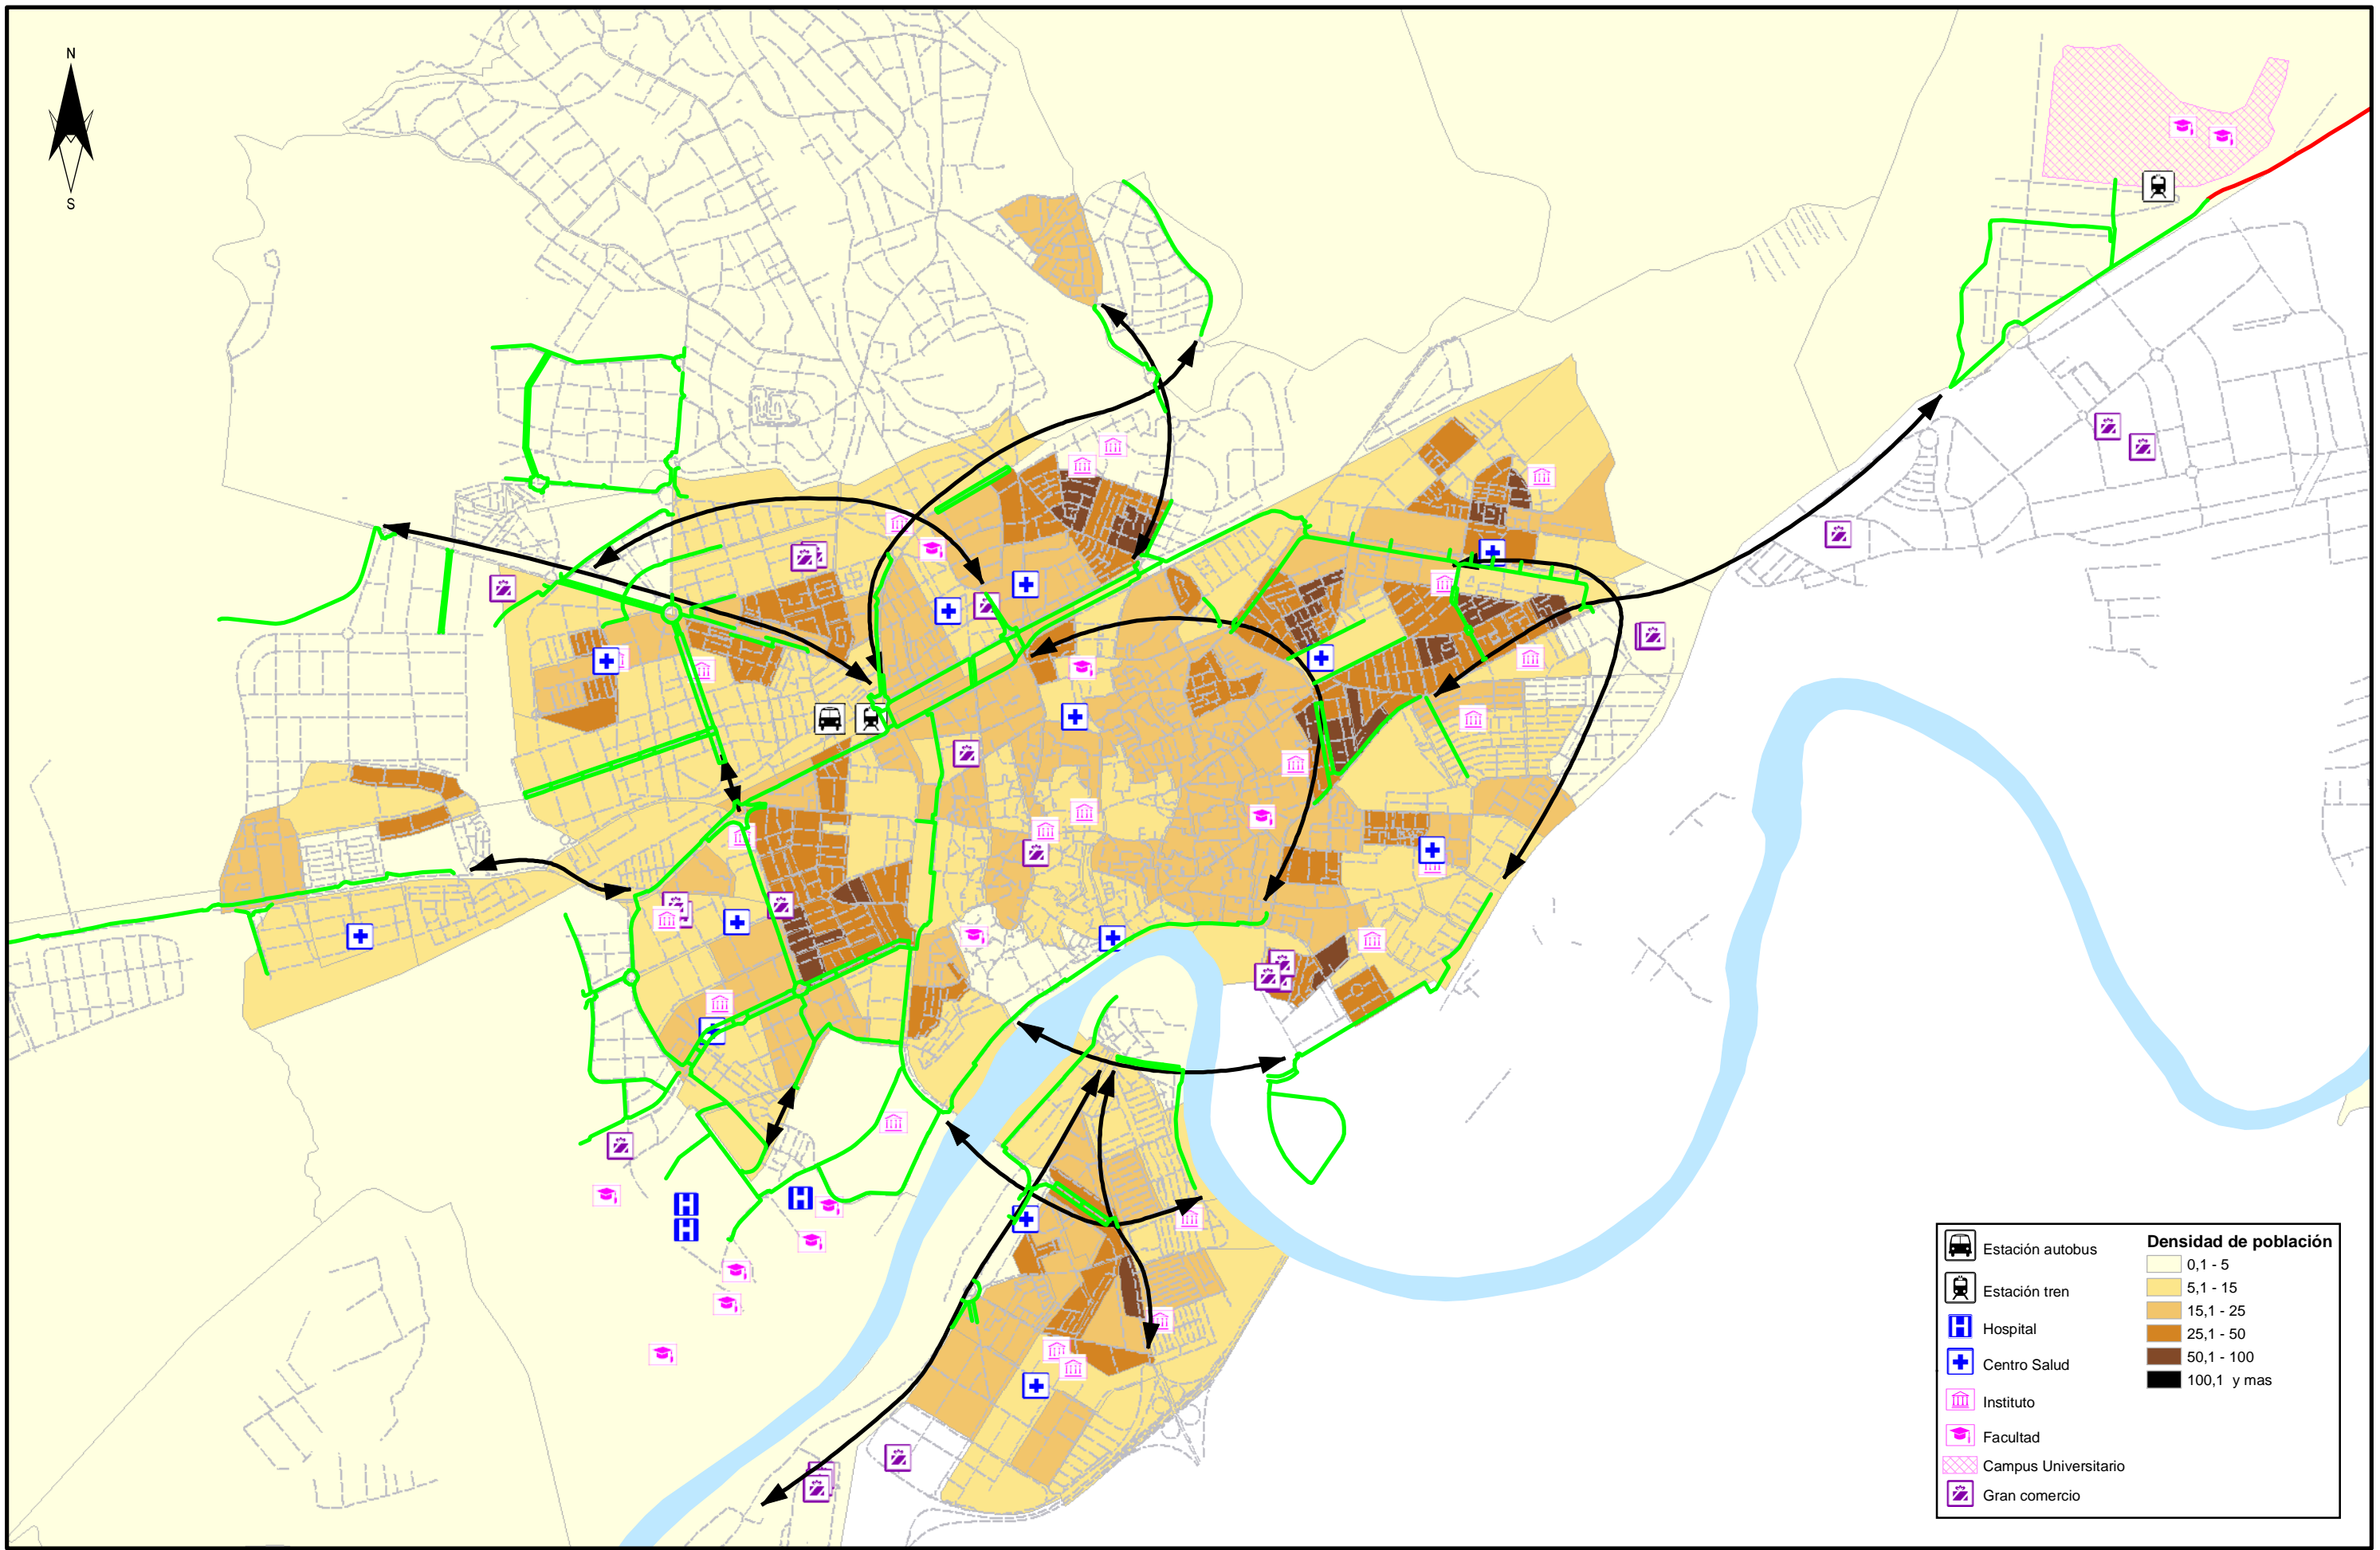 N
S
Estación autobus
Estación tren
Hospital
Centro Salud
Instituto
Facultad
Campus Universitario
Gran comercio
Densidad de población
0,1 - 5
5,1 - 15
15,1 - 25
25,1 - 50
50,1 - 100
100,1 y mas